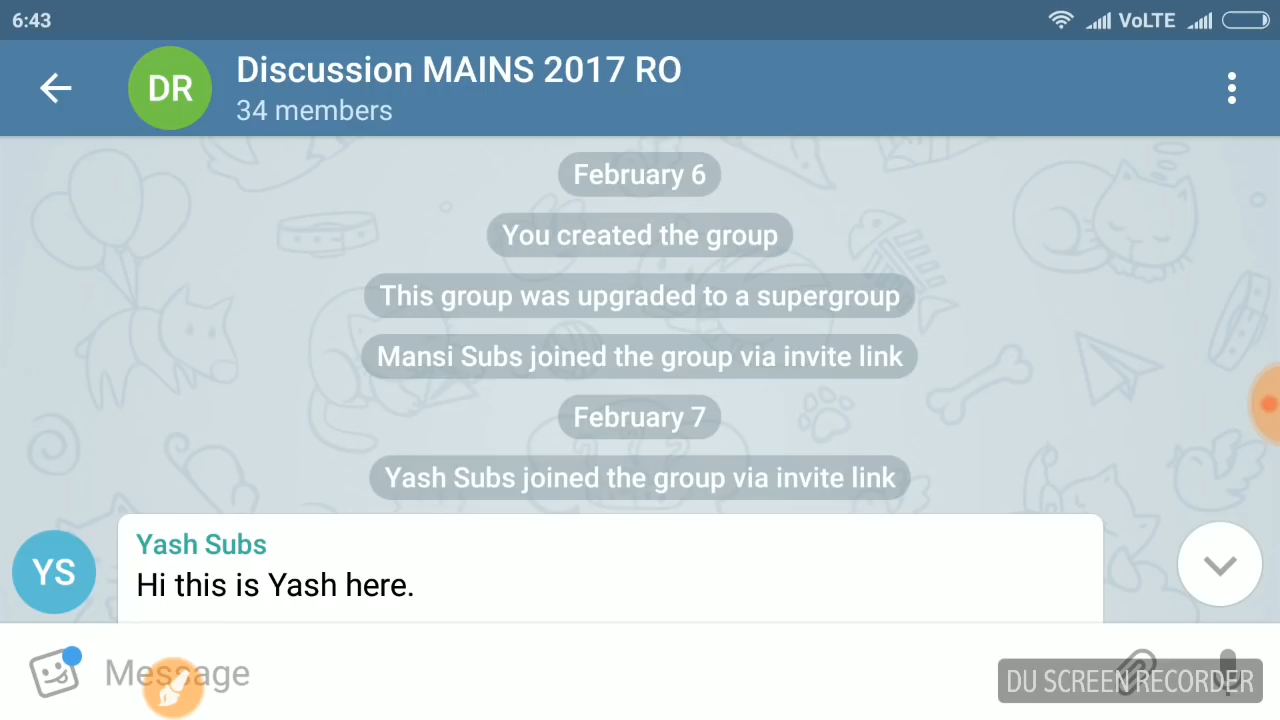 6:43
VoLTE
DR
Discussion MAINS 2017 RO
34 members
February 6
You created the group
This group was upgraded to a supergroup
Mansi Subs joined the group via invite link
February 7
Yash Subs joined the group via invite link
YS
Yash Subs
Hi this is Yash here.
Message
DU SCREEN RECORDER